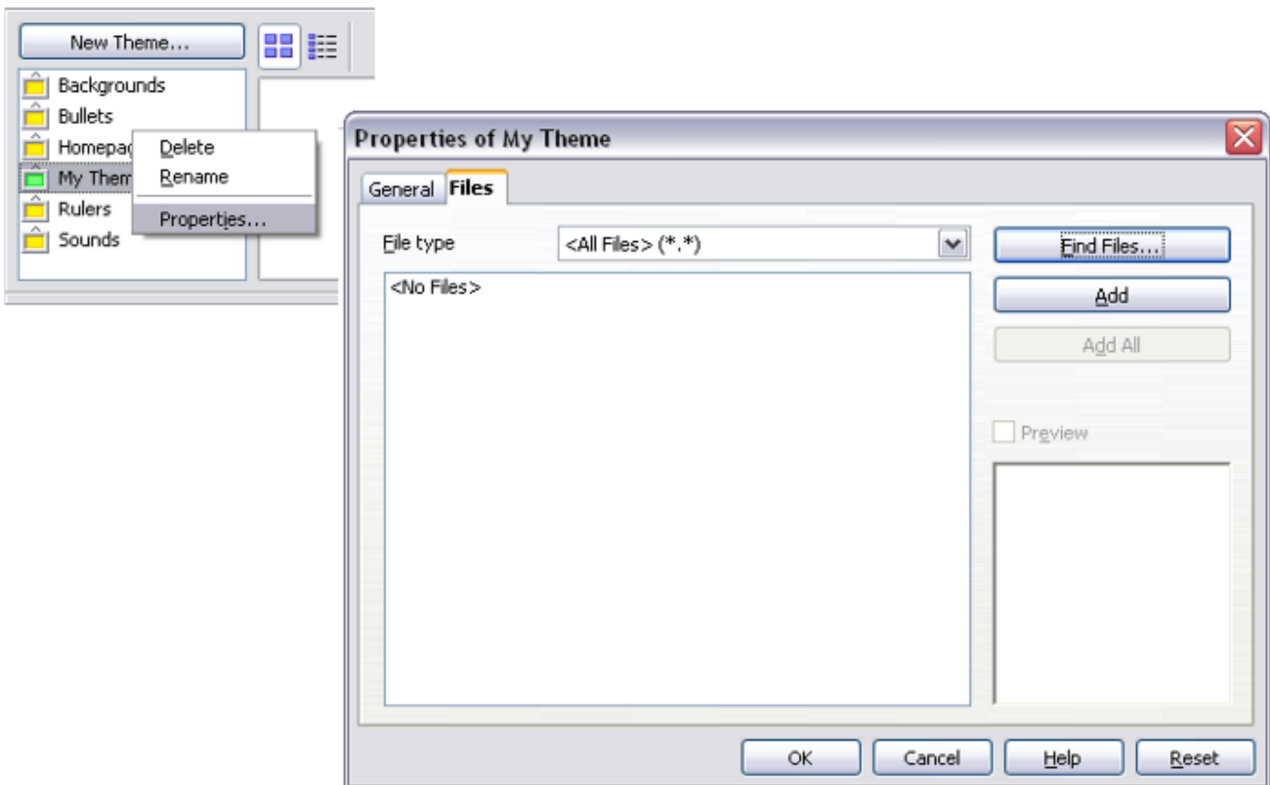 New Theme...
Backgrounds
Bullets
Homepag
My Them
Rulers
Sounds
Delete
Rename
Properties...
Properties of My Theme
General Files
File type <All Files> (*.*) Find Files...
<No Files> Add
Add All
Preview
OK Cancel Help Reset